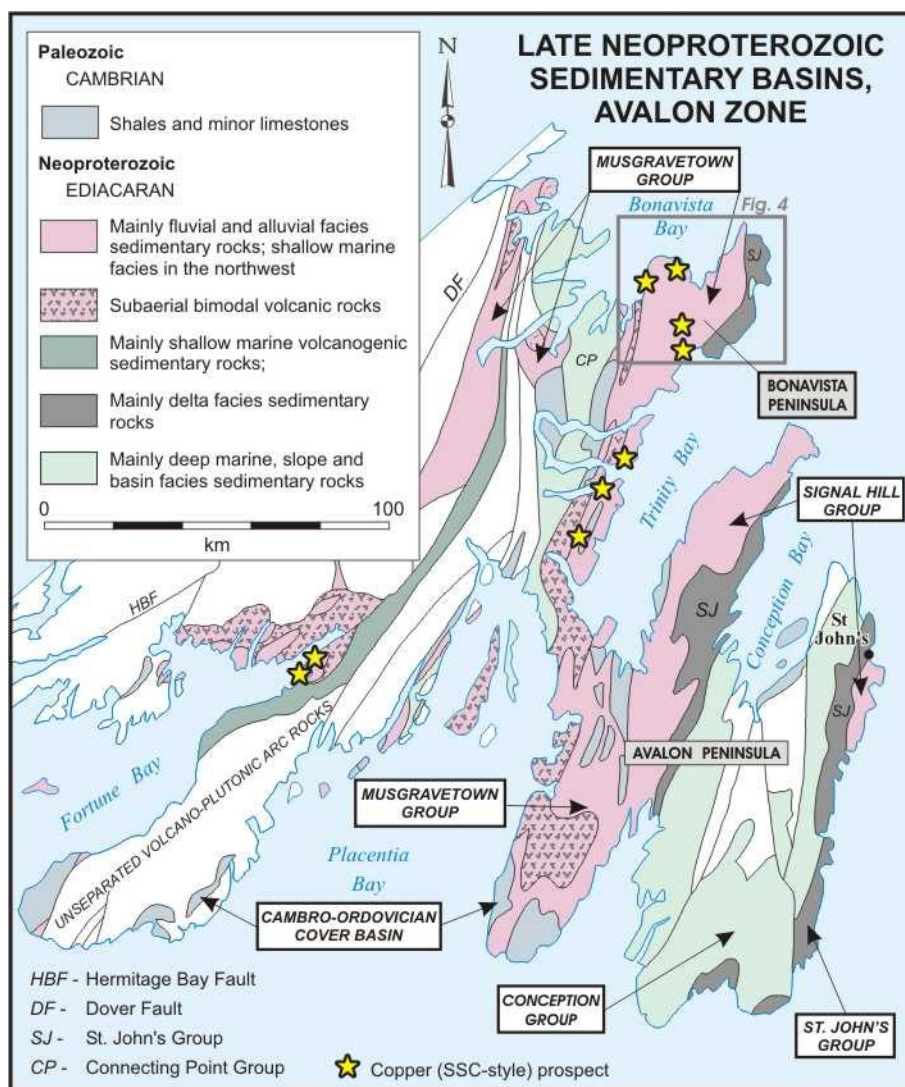 LATE NEOPROTEROZOIC
SEDIMENTARY BASINS,
AVALON ZONE
N
Paleozoic
CAMBRIAN
Shales and minor limestones
Neoproterozoic
EDIACARAN
Mainly fluvial and alluvial facies
sedimentary rocks; shallow marine
facies in the northwest
Subaerial bimodal volcanic rocks
Mainly shallow marine volcanogenic
sedimentary rocks;
Mainly delta facies sedimentary
rocks
Mainly deep marine, slope and
basin facies sedimentary rocks
0
100
km
MUSGRAVETOWN
GROUP
Bonavista
Bay
Fig. 4
SJ
DF
CP
BONAVISTA
PENINSULA
Trinity Bay
SIGNAL HILL
GROUP
Conception Bay
HBF
SJ
St
John's
SJ
UNSEPARATED VOLCANO-PLUTONIC ARC ROCKS
AVALON PENINSULA
Fortune Bay
MUSGRAVETOWN
GROUP
Placentia
Bay
CAMBRO-ORDOVICIAN
COVER BASIN
CONCEPTION
GROUP
ST. JOHN'S
GROUP
HBF - Hermitage Bay Fault
DF - Dover Fault
SJ - St. John's Group
CP - Connecting Point Group
Copper (SSC-style) prospect